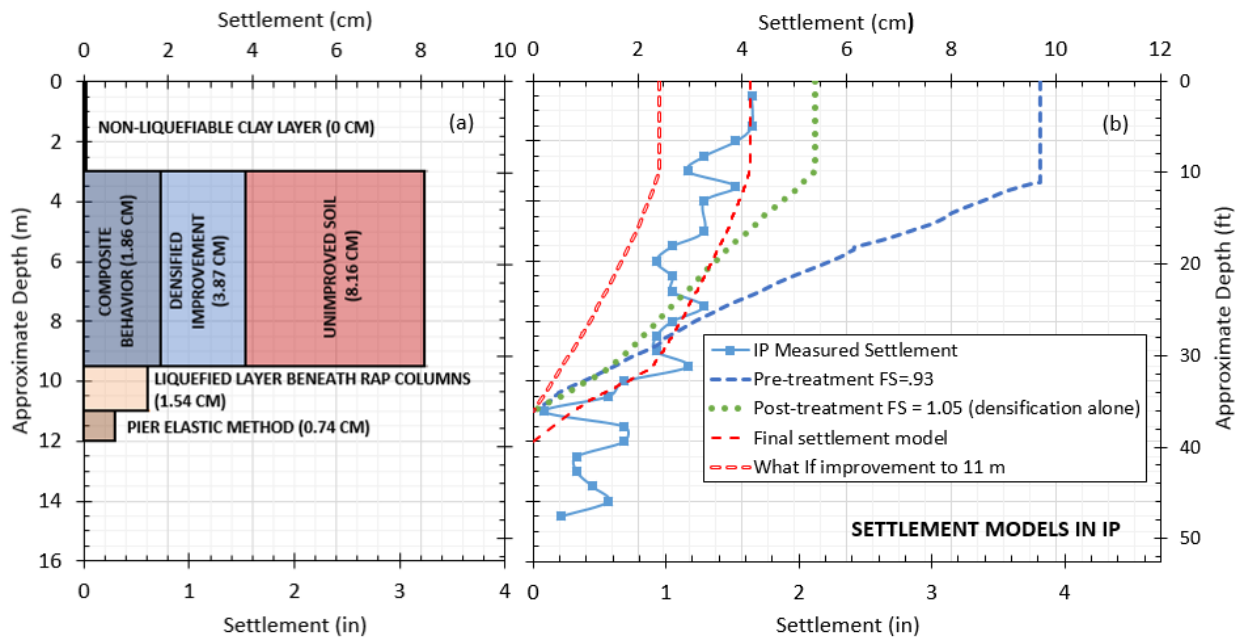 Settlement (cm)
0 2 4 6 8 10
(a)
NON-LIQUEFIABLE CLAY LAYER (0 CM)
COMPOSITE
BEHAVIOR (1.86 CM)
DENSIFIED
IMPROVEMENT
(3.87 CM)
UNIMPROVED SOIL
(8.16 CM)
LIQUEFIED LAYER BENEATH RAP COLUMNS
(1.54 CM)
PIER ELASTIC METHOD (0.74 CM)
Approximate Depth (m)
0
2
4
6
8
10
12
14
16
0 1 2 3 4
Settlement (in)
Settlement (cm)
0 2 4 6 8 10 12
(b)
IP Measured Settlement
Pre-treatment FS=.93
Post-treatment FS = 1.05 (densification alone)
Final settlement model
What If improvement to 11 m
SETTLEMENT MODELS IN IP
0
10
20
30
40
50
Approximate Depth (ft)
0 1 2 3 4
Settlement (in)